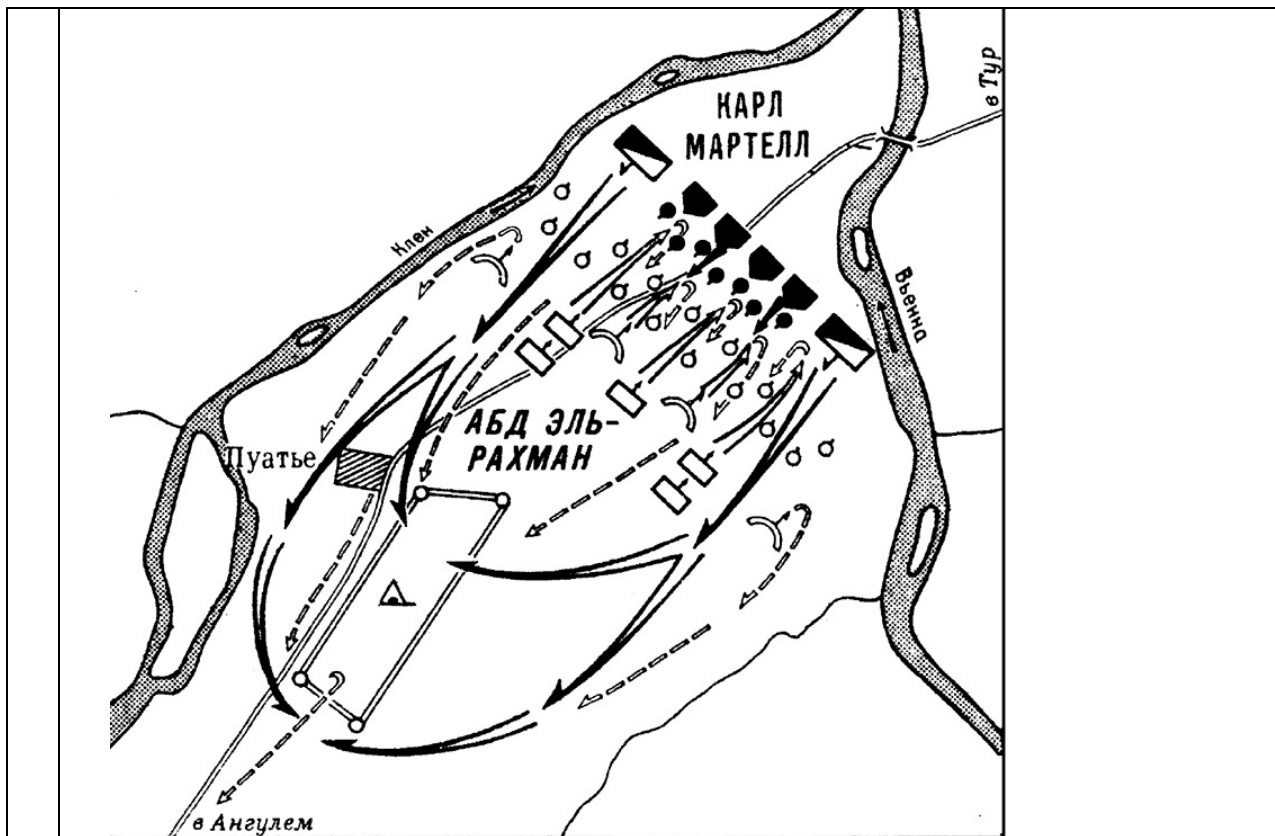 в Тур
КАРЛ
МАРТЕЛЛ
Клен
Вьенна
АБД ЭЛЬ-
РАХМАН
Пуатье
в Ангулем